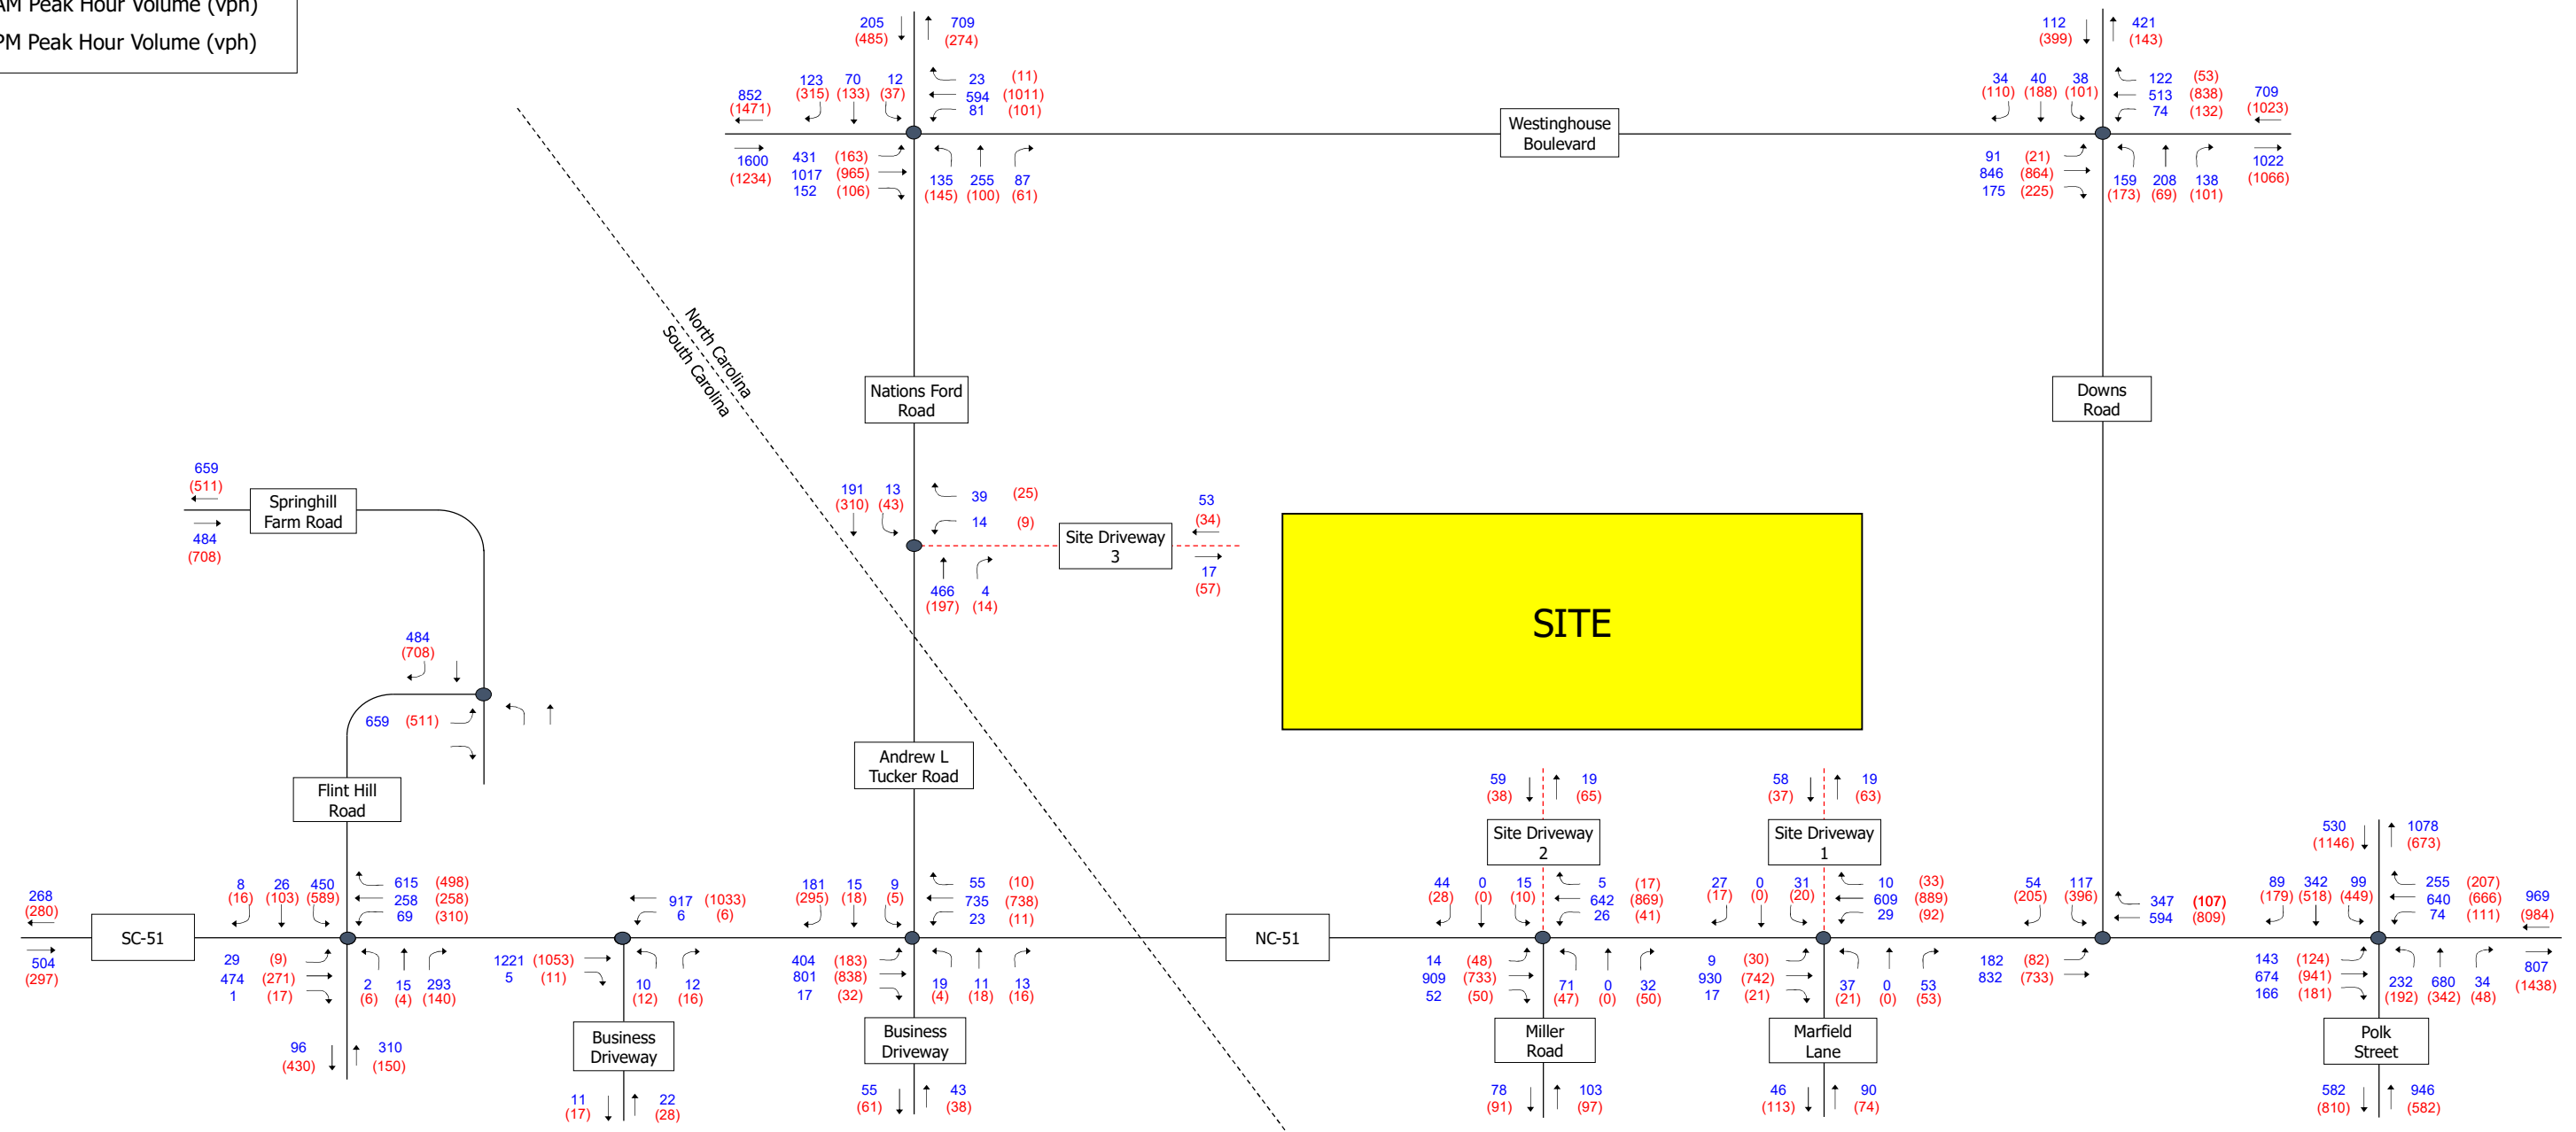 AM Peak Hour Volume (vph)
PM Peak Hour Volume (vph)
205 709
(485) (274)
123 70 12
(315) (133) (37)
23 (11)
594 (1011)
81 (101)
852
(1471)
1600
(1234)
431 (163)
1017 (965)
152 (106)
135 255 87
(145) (100) (61)
Westinghouse
Boulevard
112 421
(399) (143)
34 40 38
(110) (188) (101)
122 (53)
513 (838)
74 (132)
709
(1023)
91 (21)
846 (864)
175 (225)
159 208 138
(173) (69) (101)
1022
(1066)
North Carolina
South Carolina
Nations Ford
Road
Downs
Road
659
(511)
Springhill
Farm Road
484
(708)
191 13
(310) (43)
39 (25)
14 (9)
53
(34)
Site Driveway
3
17
(57)
466 4
(197) (14)
SITE
484
(708)
659 (511)
Flint Hill
Road
Andrew L
Tucker Road
59 19
(38) (65)
Site Driveway
2
58 19
(37) (63)
Site Driveway
1
530 1078
(1146) (673)
268
(280)
SC-51
504
(297)
8 26 450
(16) (103) (589)
615 (498)
258 (258)
69 (310)
29 (9)
474 (271)
1 (17)
2 15 293
(6) (4) (140)
96 310
(430) (150)
917 (1033)
6 (6)
1221 (1053)
5 (11)
10 12
(12) (16)
Business
Driveway
11 22
(17) (28)
181 15 9
(295) (18) (5)
55 (10)
735 (738)
23 (11)
404 (183)
801 (838)
17 (32)
19 11 13
(4) (18) (16)
Business
Driveway
55 43
(61) (38)
NC-51
44 0 15
(28) (0) (10)
5 (17)
642 (869)
26 (41)
14 (48)
909 (733)
52 (50)
71 0 32
(47) (0) (50)
Miller
Road
78 103
(91) (97)
27 0 31
(17) (0) (20)
10 (33)
609 (889)
29 (92)
9 (30)
930 (742)
17 (21)
37 0 53
(21) (0) (53)
Marfield
Lane
46 90
(113) (74)
54 117
(205) (396)
347 (107)
594 (809)
182 (82)
832 (733)
89 342 99
(179) (518) (449)
255 (207)
640 (666)
74 (111)
969
(984)
143 (124)
674 (941)
166 (181)
232 680 34
(192) (342) (48)
807
(1438)
Polk
Street
582 946
(810) (582)